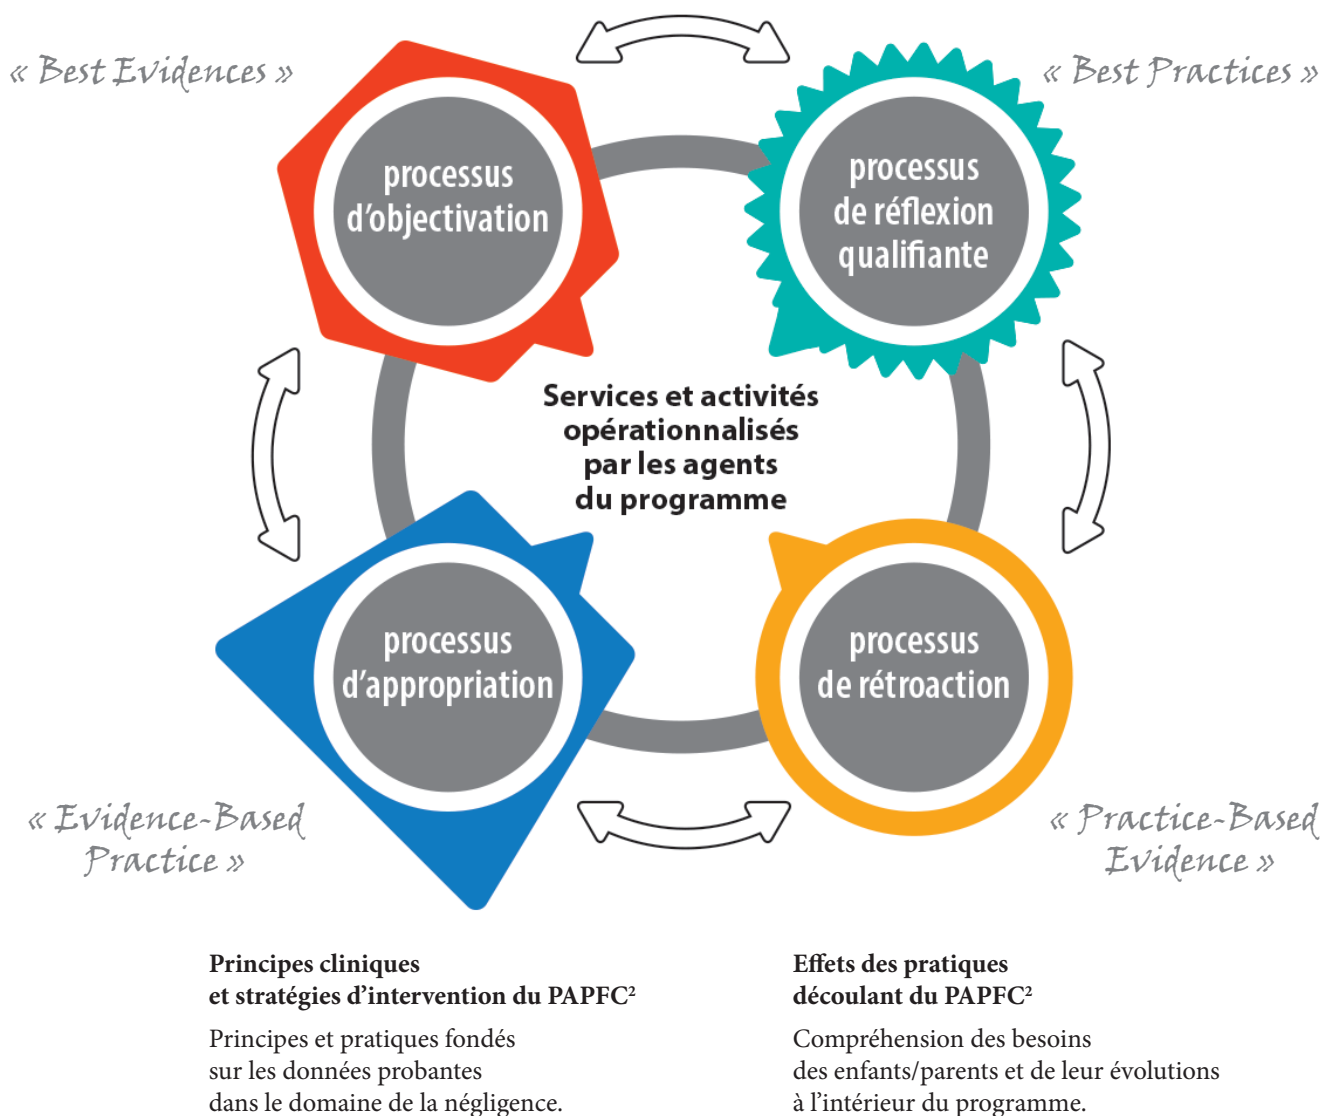 « Best Evidences »
« Best Practices »
processus
d’objectivation
processus
de réflexion
qualifiante
Services et activités
opérationnalisés
par les agents
du programme
processus
d’appropriation
processus
de rétroaction
« Evidence-Based
Practice »
« Practice-Based
Evidence »
Principes cliniques
et stratégies d’intervention du PAPFC²
Principes et pratiques fondés
sur les données probantes
dans le domaine de la négligence.
Effets des pratiques
découlant du PAPFC²
Compréhension des besoins
des enfants/parents et de leur évolutions
à l’intérieur du programme.